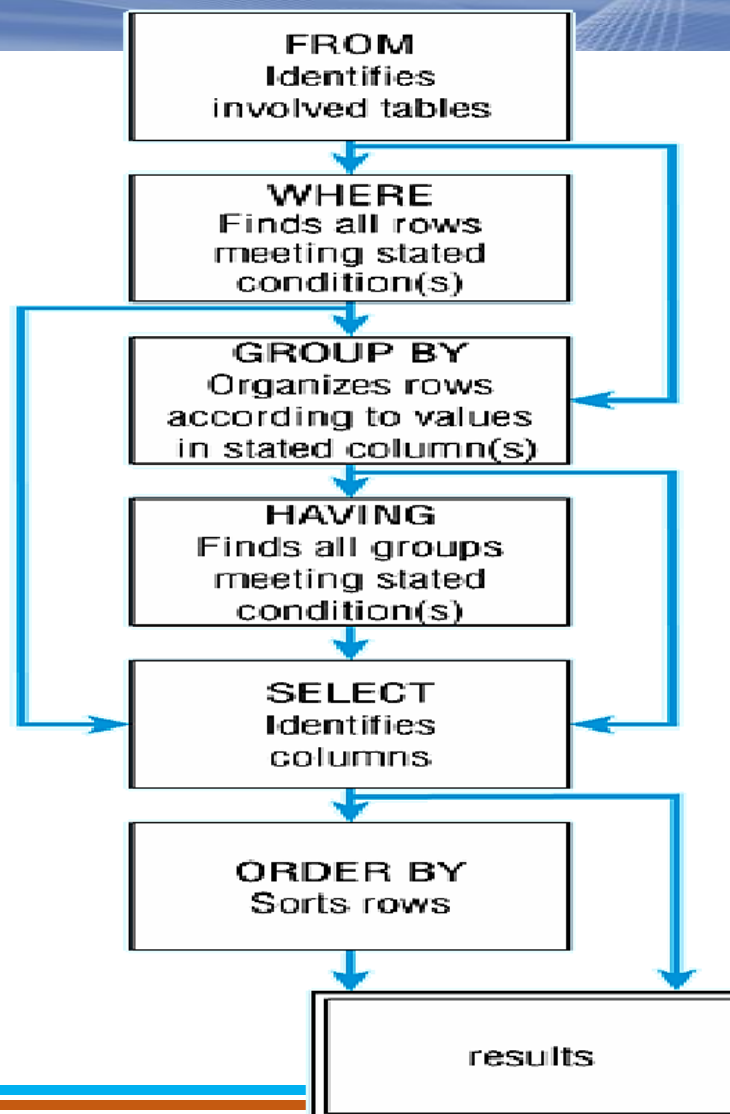 FROM
Identifies
involved tables
WHERE
Finds all rows
meeting stated
condition(s)
GROUP BY
Organizes rows
according to values
in stated column(s)
HAVING
Finds all groups
meeting stated
condition(s)
SELECT
Identifies
columns
ORDER BY
Sorts rows
results